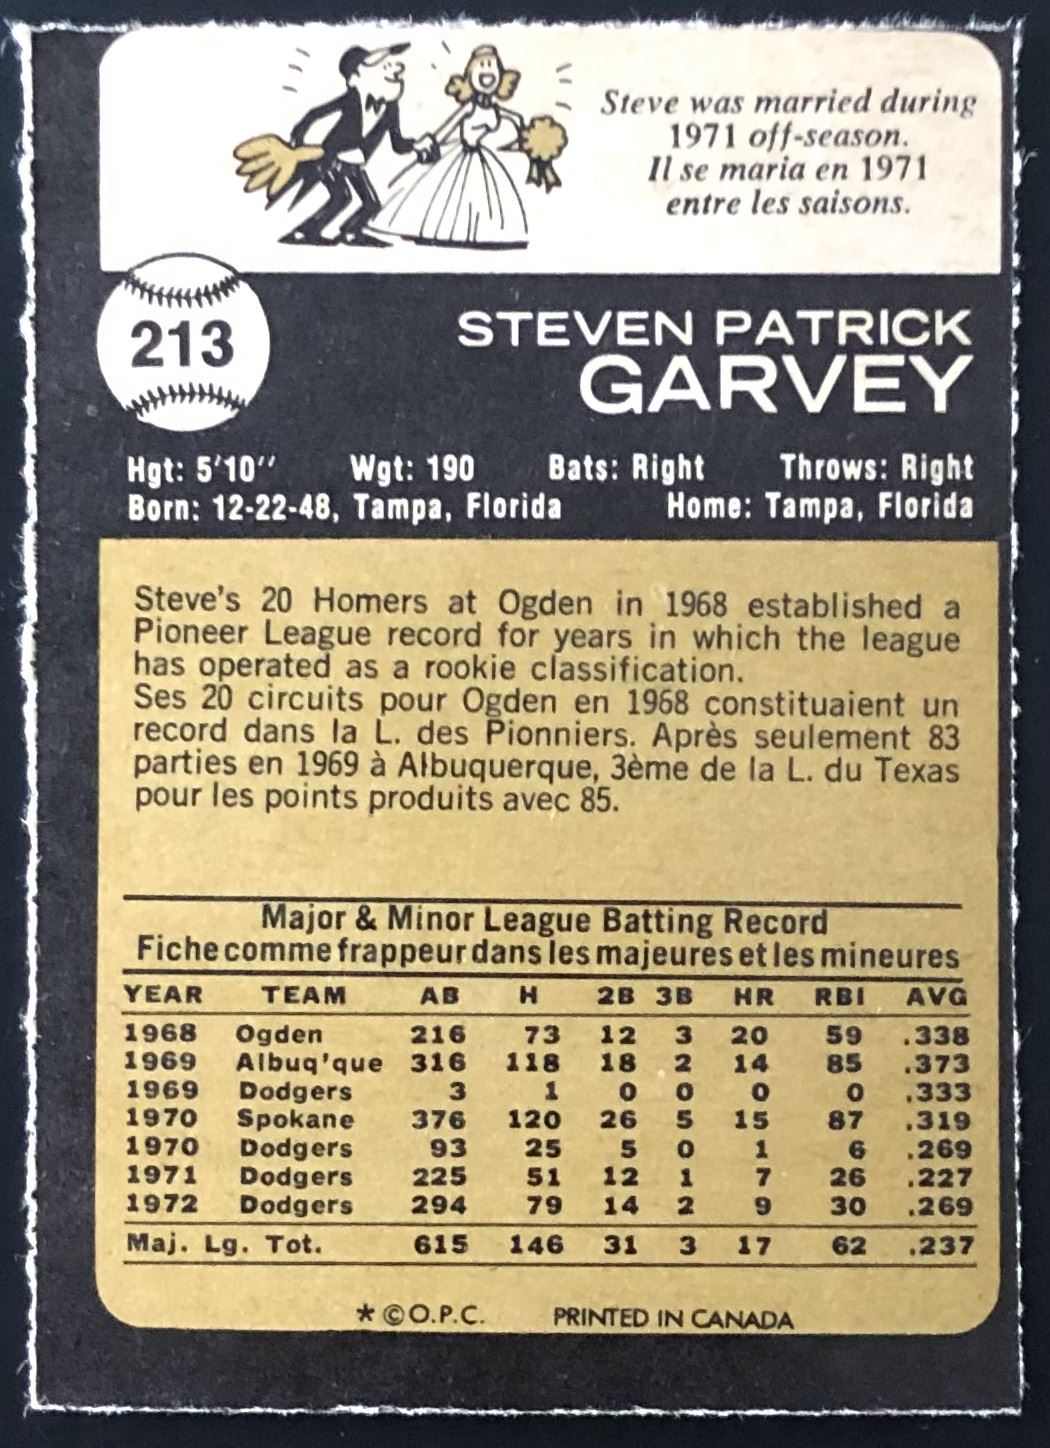 Steve was married during
1971 off-season.
Il se maria en 1971
entre les saisons.
213
STEVEN PATRICK
GARVEY
Hgt: 5'10'' Wgt: 190 Bats: Right Throws: Right
Born: 12-22-48, Tampa, Florida Home: Tampa, Florida
Steve's 20 Homers at Ogden in 1968 established a
Pioneer League record for years in which the league
has operated as a rookie classification.
Ses 20 circuits pour Ogden en 1968 constituaient un
record dans la L. des Pionniers. Après seulement 83
parties en 1969 à Albuquerque, 3ème de la L. du Texas
pour les points produits avec 85.
Major & Minor League Batting Record
Fiche comme frappeur dans les majeures et les mineures
YEAR TEAM AB H 2B 3B HR RBI AVG
1968 Ogden 216 73 12 3 20 59 .338
1969 Albuq'que 316 118 18 2 14 85 .373
1969 Dodgers 3 1 0 0 0 0 .333
1970 Spokane 376 120 26 5 15 87 .319
1970 Dodgers 93 25 5 0 1 6 .269
1971 Dodgers 225 51 12 1 7 26 .227
1972 Dodgers 294 79 14 2 9 30 .269
Maj. Lg. Tot. 615 146 31 3 17 62 .237
* © O.P.C. PRINTED IN CANADA